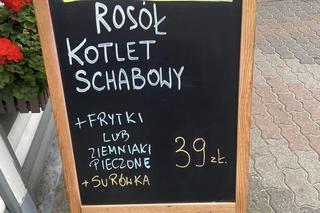 ROSÓŁ
KOTLET
SCHABOWY
+FRYTKI
LUB
ZIEMNIAKI
PIECZONE
+SURÓWKA
39 zł.